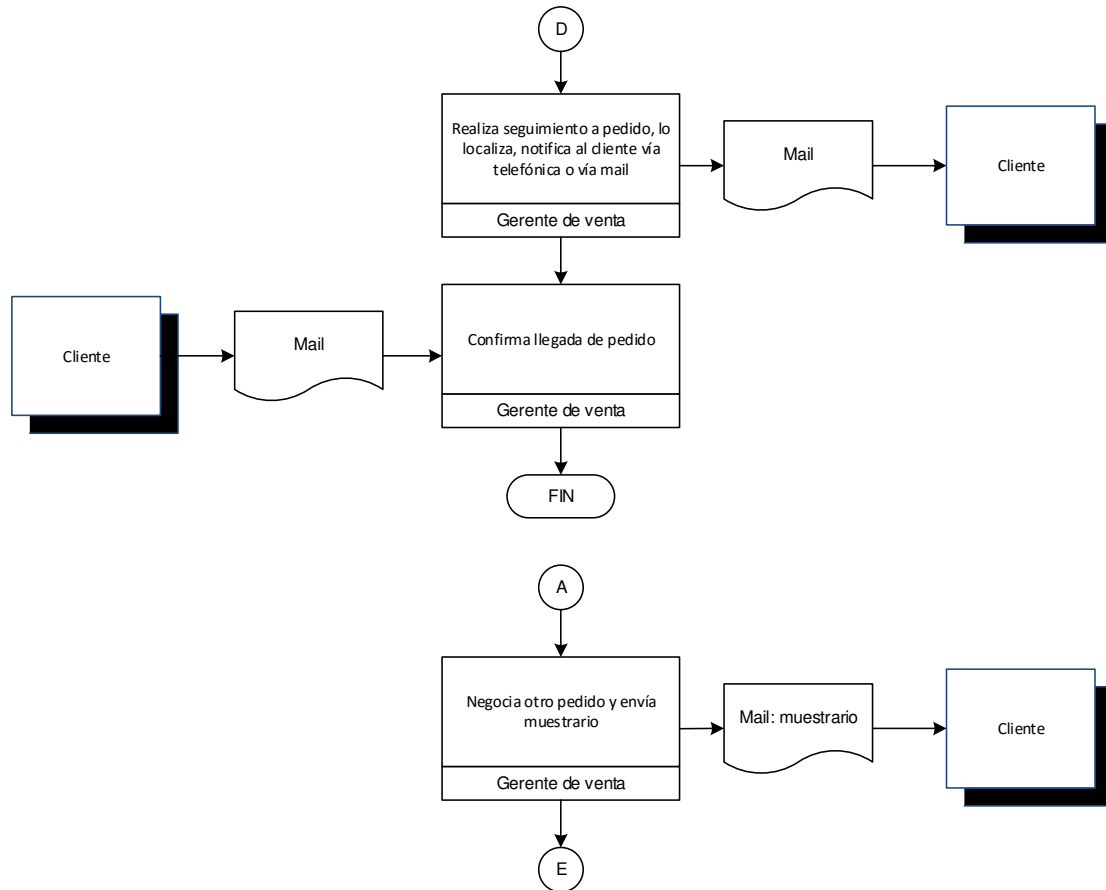 D
Realiza seguimiento a pedido, lo
localiza, notifica al cliente vía
telefónica o vía mail
Gerente de venta
Mail
Cliente
Cliente
Mail
Confirma llegada de pedido
Gerente de venta
FIN
A
Negocia otro pedido y envía
muestrario
Gerente de venta
Mail: muestrario
Cliente
E